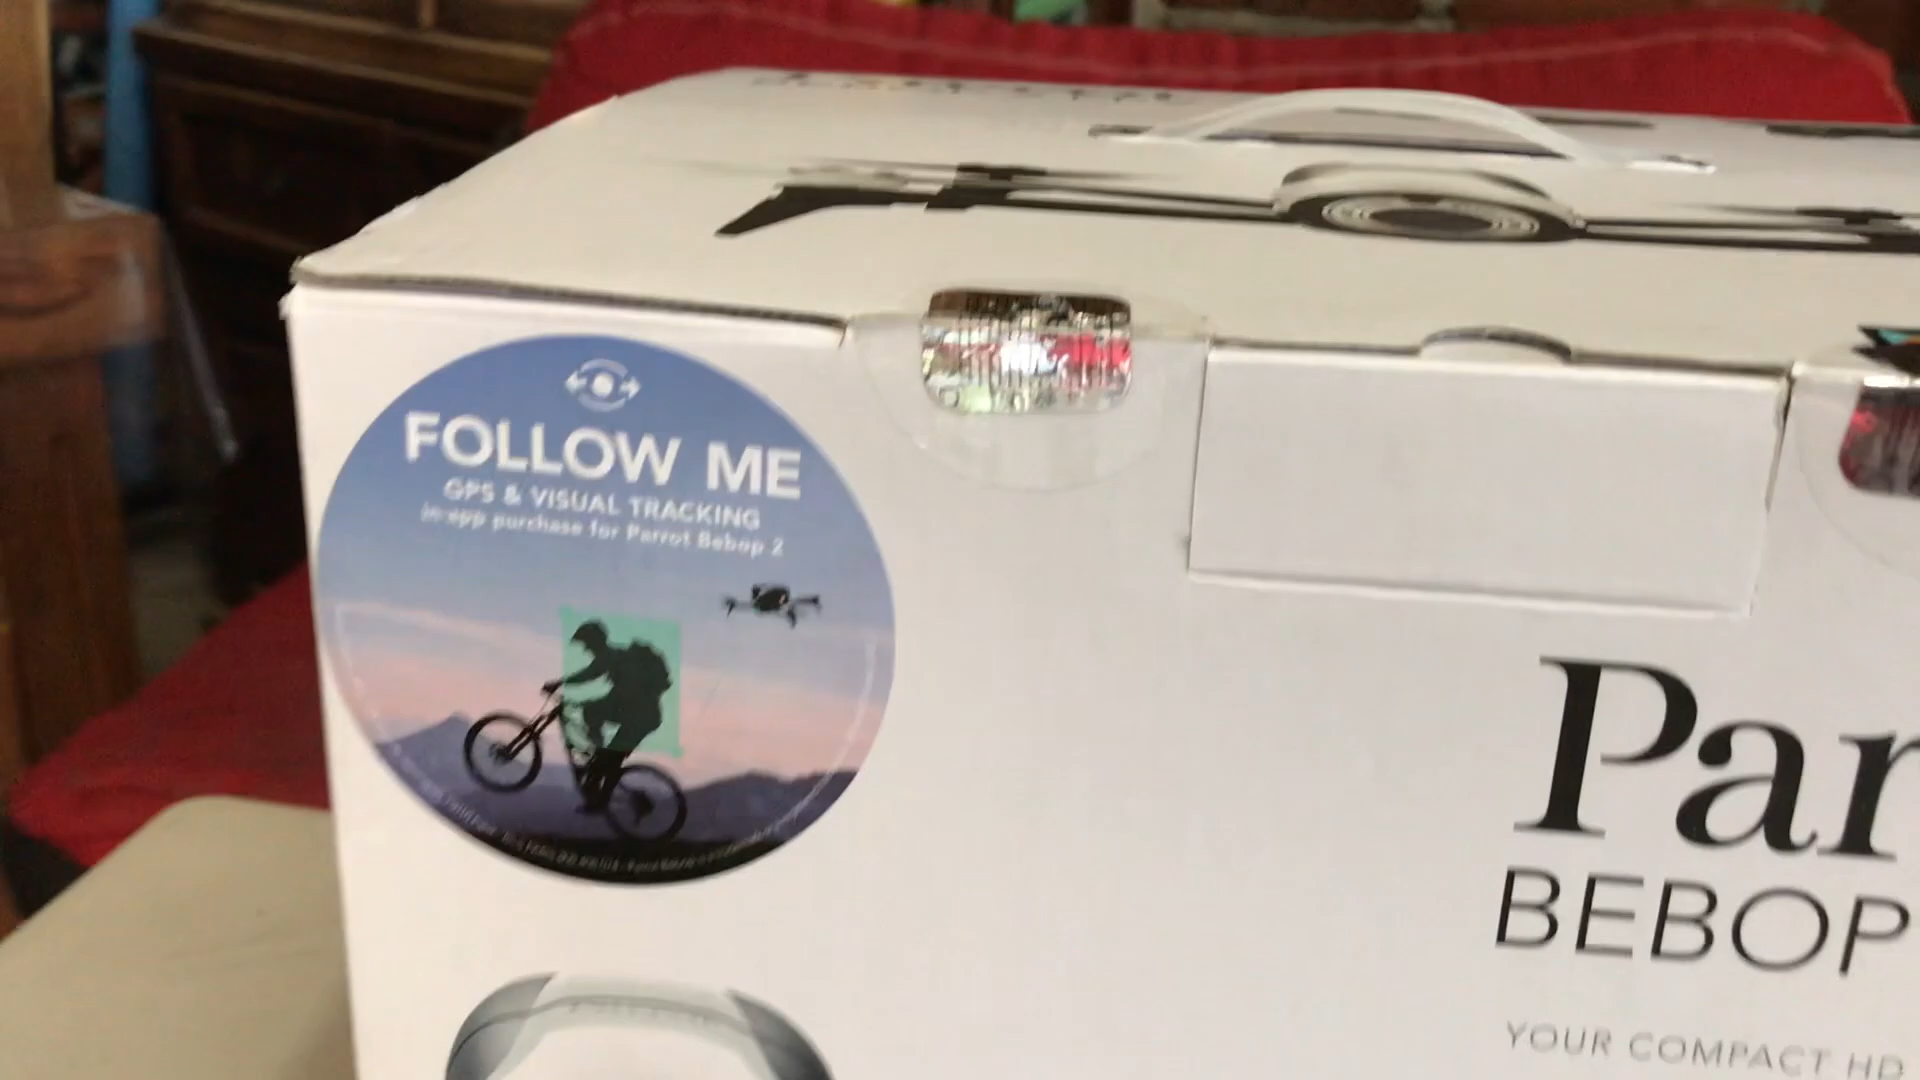 FOLLOW ME
GPS & VISUAL TRACKING
in-app purchase for Parrot Bebop 2
Par
BEBOP
YOUR COMPACT HD